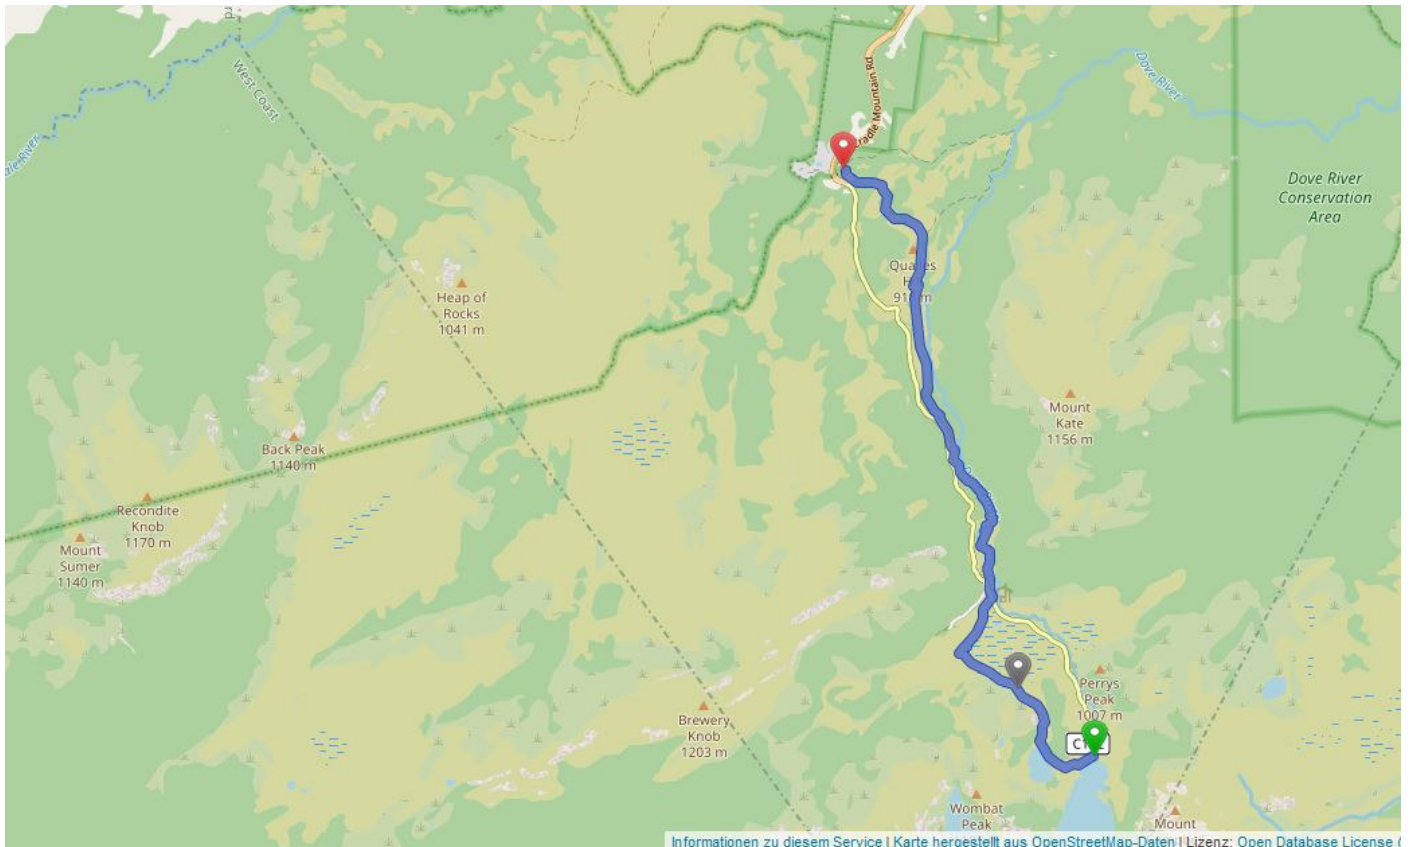 Cradle Mountain Rd
West Coast
Dove River
Dove River
Conservation
Area
Heap of
Rocks
1041 m
Mount
Kate
1156 m
Back Peak
1140 m
Recondite
Knob
1170 m
Mount
Sumer
1140 m
Perrys
Peak
1007 m
Brewery
Knob
1203 m
Wombat
Peak
Mount
Informationen zu diesem Service | Karte hergestellt aus OpenStreetMap-Daten | Lizenz: Open Database License (